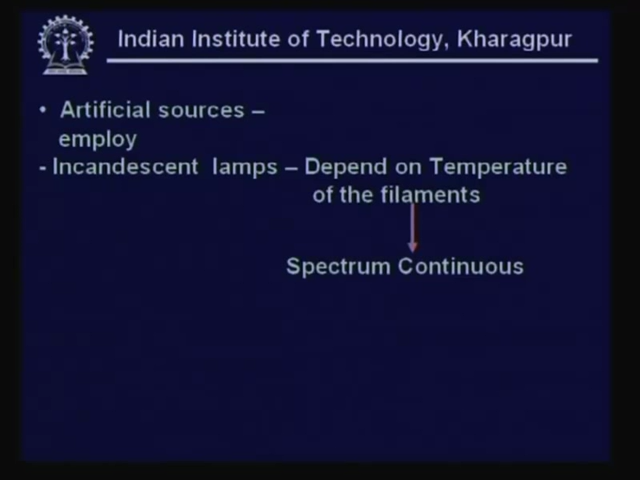 Indian Institute of Technology, Kharagpur
• Artificial sources –
employ
- Incandescent lamps – Depend on Temperature
of the filaments
Spectrum Continuous